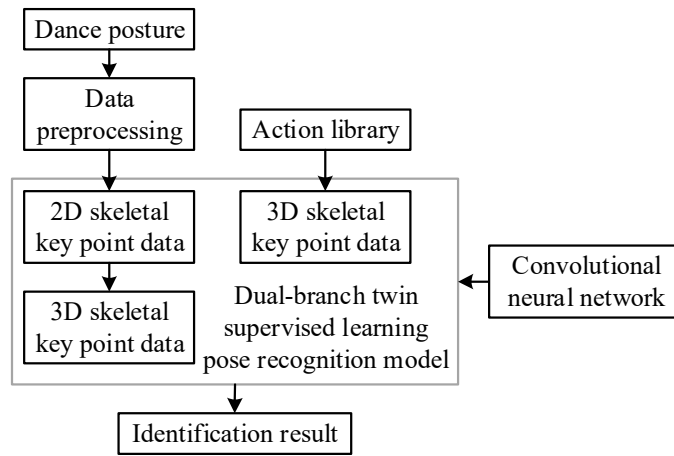 Dance posture
Data
preprocessing
Action library
2D skeletal
key point data
3D skeletal
key point data
3D skeletal
key point data
Dual-branch twin
supervised learning
pose recognition model
Convolutional
neural network
Identification result